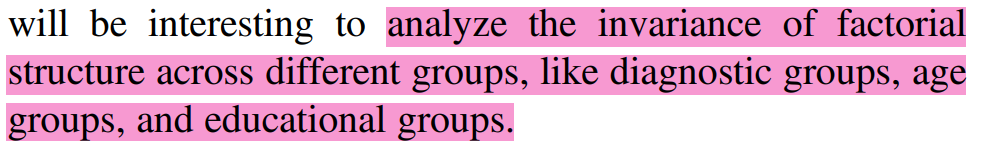 will be interesting to analyze the invariance of factorial
structure across different groups, like diagnostic groups, age
groups, and educational groups.